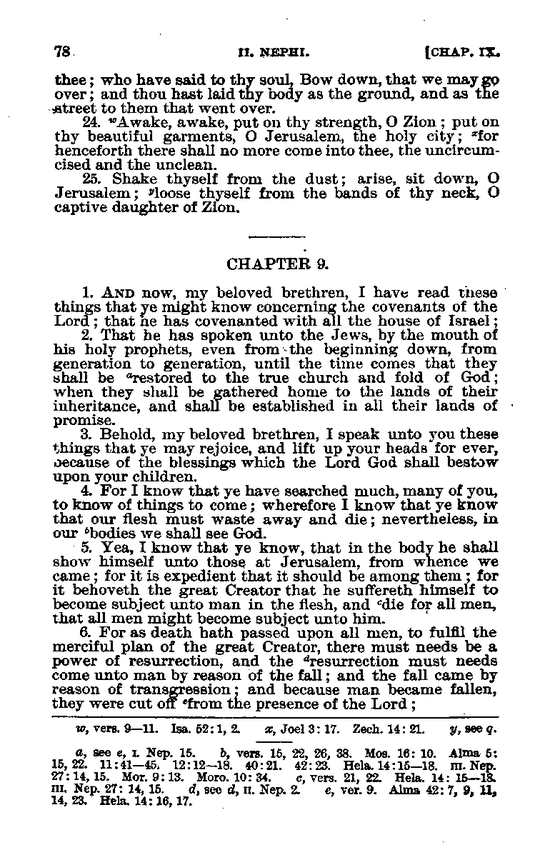 78 II. NEPHI. [CHAP. IX.
thee; who have said to thy soul, Bow down, that we may go
over; and thou hast laid thy body as the ground, and as the
street to them that went over.
24. ʷAwake, awake, put on thy strength, O Zion; put on
thy beautiful garments, O Jerusalem, the holy city; ˣfor
henceforth there shall no more come into thee, the uncircum-
cised and the unclean.
25. Shake thyself from the dust; arise, sit down, O
Jerusalem; ʸloose thyself from the bands of thy neck, O
captive daughter of Zion.
CHAPTER 9.
1. AND now, my beloved brethren, I have read these
things that ye might know concerning the covenants of the
Lord; that he has covenanted with all the house of Israel;
2. That he has spoken unto the Jews, by the mouth of
his holy prophets, even from the beginning down, from
generation to generation, until the time comes that they
shall be ᵃrestored to the true church and fold of God;
when they shall be gathered home to the lands of their
inheritance, and shall be established in all their lands of
promise.
3. Behold, my beloved brethren, I speak unto you these
things that ye may rejoice, and lift up your heads for ever,
because of the blessings which the Lord God shall bestow
upon your children.
4. For I know that ye have searched much, many of you,
to know of things to come; wherefore I know that ye know
that our flesh must waste away and die; nevertheless, in
our ᵇbodies we shall see God.
5. Yea, I know that ye know, that in the body he shall
show himself unto those at Jerusalem, from whence we
came; for it is expedient that it should be among them; for
it behoveth the great Creator that he suffereth himself to
become subject unto man in the flesh, and ᶜdie for all men,
that all men might become subject unto him.
6. For as death hath passed upon all men, to fulfil the
merciful plan of the great Creator, there must needs be a
power of resurrection, and the ᵈresurrection must needs
come unto man by reason of the fall; and the fall came by
reason of transgression; and because man became fallen,
they were cut off ᵉfrom the presence of the Lord;
w, vers. 9—11. Isa. 52: 1, 2. x, Joel 3: 17. Zech. 14: 21. y, see q.
a, see e, I. Nep. 15. b, vers. 15, 22, 26, 38. Mos. 16: 10. Alma 5:
15, 22. 11: 41—45. 12: 12—18. 40: 21. 42: 23. Hela. 14: 15—18. III. Nep.
27: 14, 15. Mor. 9: 13. Moro. 10: 34. c, vers. 21, 22. Hela. 14: 15—18.
III. Nep. 27: 14, 15. d, see d, II. Nep. 2. e, ver. 9. Alma 42: 7, 9, 11,
14, 23. Hela. 14: 16, 17.